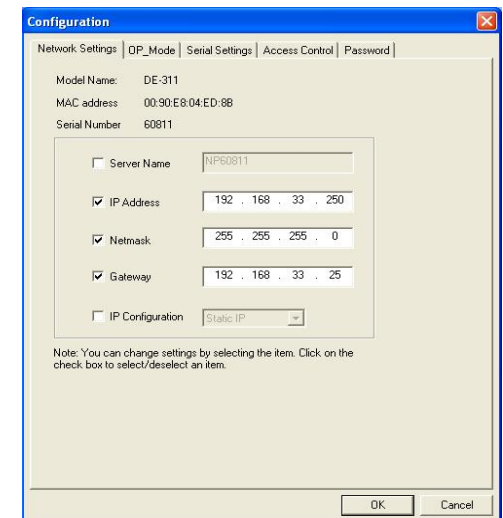 Configuration
Network Settings OP_Mode Serial Settings Access Control Password
Model Name: DE-311
MAC address 00:90:E8:04:ED:8B
Serial Number 60811
Server Name NP60811
IP Address 192 . 168 . 33 . 250
Netmask 255 . 255 . 255 . 0
Gateway 192 . 168 . 33 . 25
IP Configuration Static IP
Note: You can change settings by selecting the item. Click on the
check box to select/deselect an item.
OK Cancel